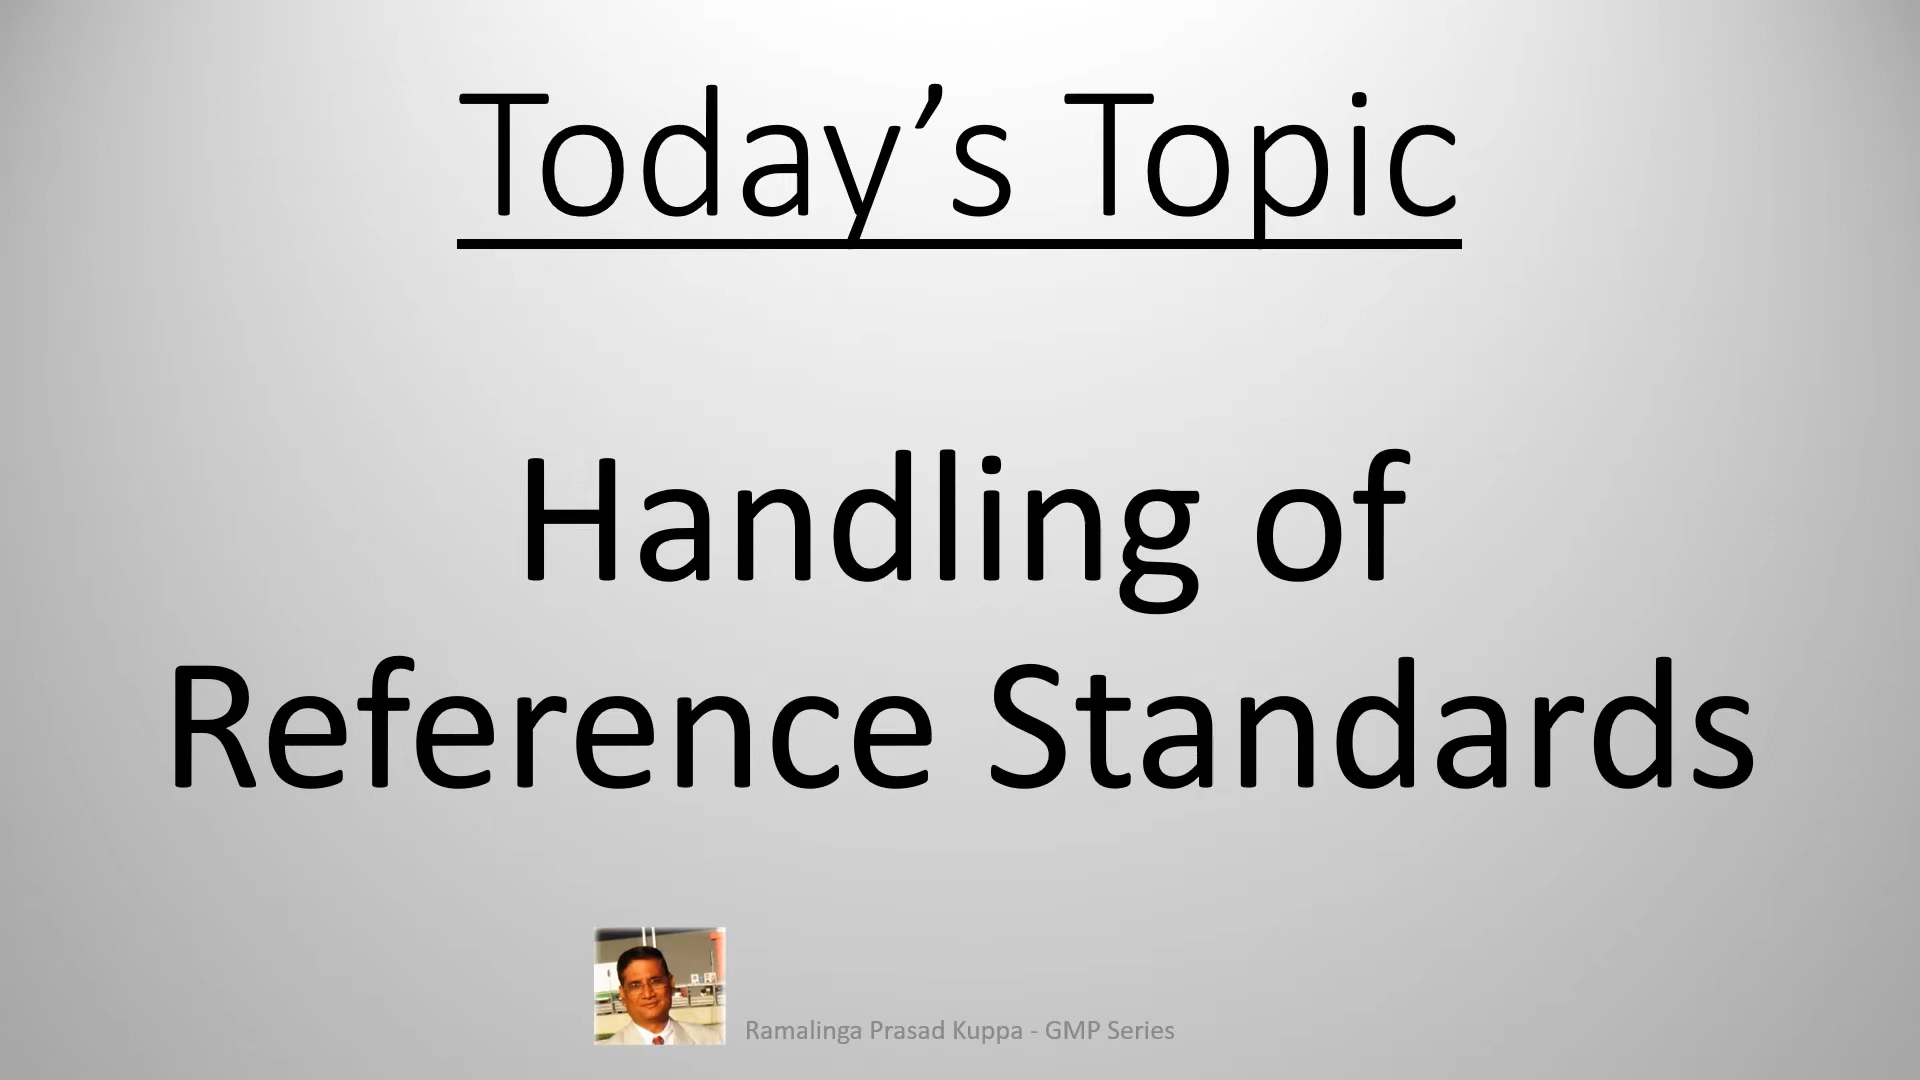 Today’s Topic
Handling of
Reference Standards
Ramalinga Prasad Kuppa - GMP Series